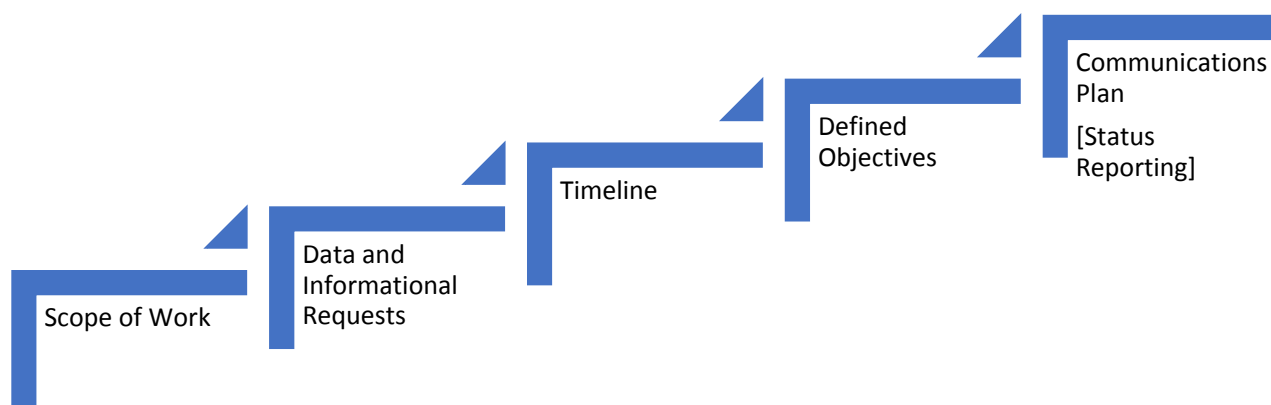 Scope of Work
Data and
Informational
Requests
Timeline
Defined
Objectives
Communications
Plan
[Status
Reporting]